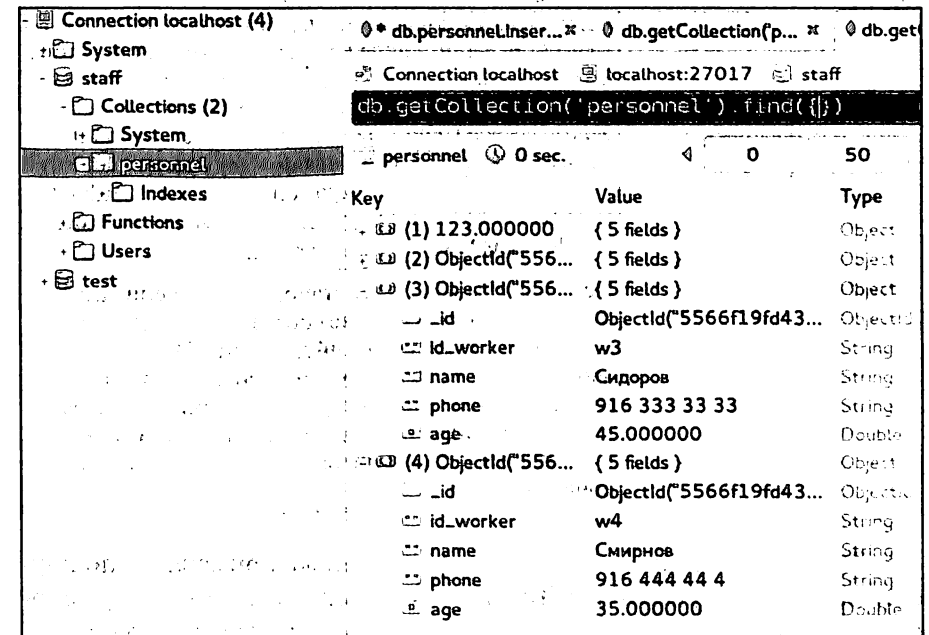 Connection localhost (4)
System
staff
Collections (2)
System
personnel
Indexes
Functions
Users
test
* db.personnel.inser... db.getCollection('p... db.get(
Connection localhost localhost:27017 staff
db.getCollection('personnel').find({})
personnel 0 sec. 0 50
Key Value Type
(1) 123.000000 { 5 fields } Object
(2) ObjectId("556... { 5 fields } Object
(3) ObjectId("556... { 5 fields } Object
_id ObjectId("5566f19fd43... ObjectId
id_worker w3 String
name Сидоров String
phone 916 333 33 33 String
age 45.000000 Double
(4) ObjectId("556... { 5 fields } Object
_id ObjectId("5566f19fd43... ObjectId
id_worker w4 String
name Смирнов String
phone 916 444 44 4 String
age 35.000000 Double